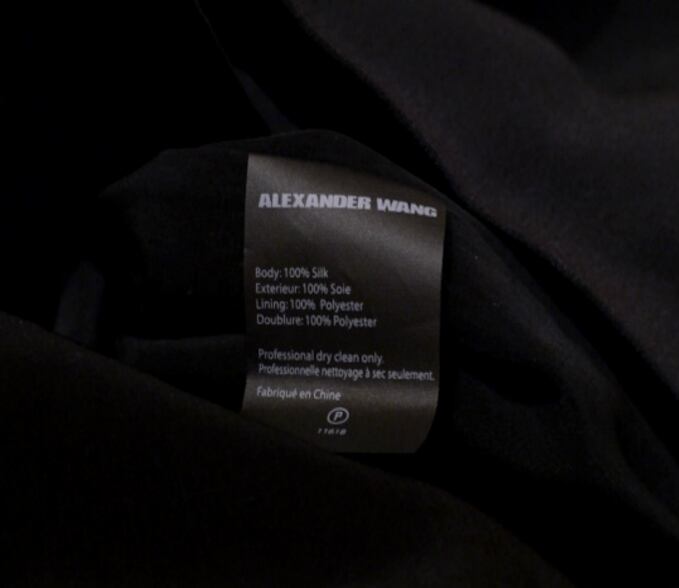 ALEXANDER WANG
Body: 100% Silk
Exterieur: 100% Soie
Lining: 100% Polyester
Doublure: 100% Polyester
Professional dry clean only.
Professionnelle nettoyage à sec seulement.
Fabriqué en Chine
P